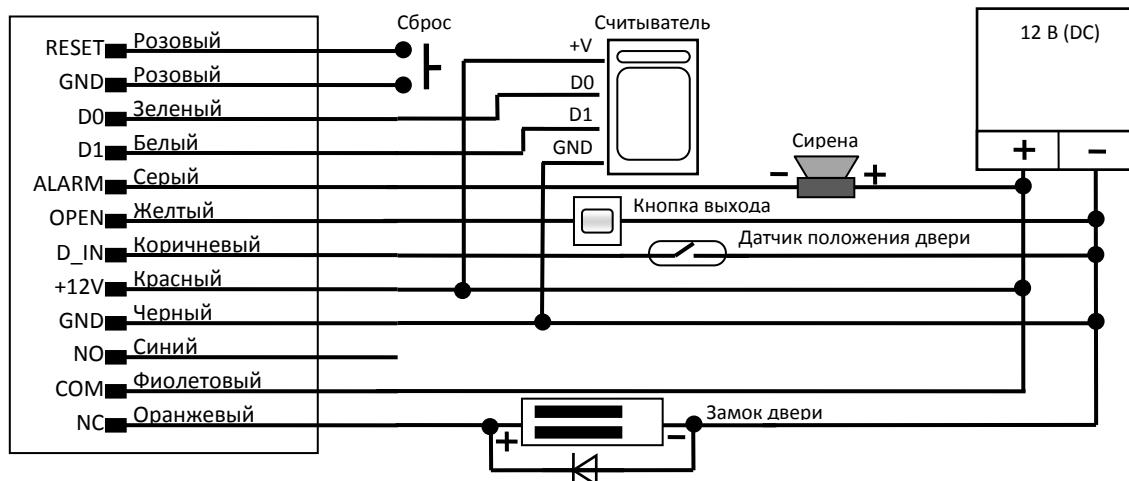 Сброс
Считыватель
12 В (DC)
RESET Розовый
+V
GND Розовый
D0
D0 Зеленый
D1
D1 Белый
GND
Сирена
+ −
ALARM Серый
− +
OPEN Желтый
Кнопка выхода
D_IN Коричневый
Датчик положения двери
+12V Красный
GND Черный
NO Синий
COM Фиолетовый
NC Оранжевый
Замок двери
+ −